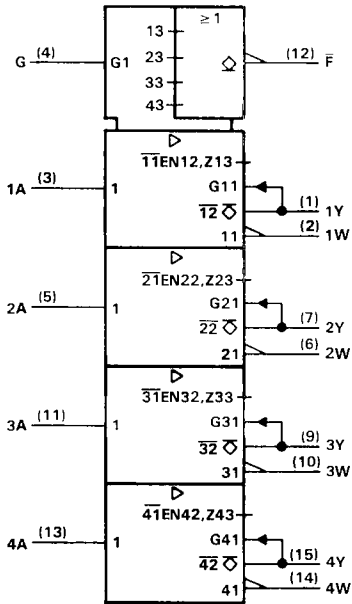 ≥1
13
G (4) G1 23 (12) F̅
33
43
1̅1̅EN12,Z13
1A (3) 1 G11
1̅2̅ (1) 1Y
11 (2) 1W
2̅1̅EN22,Z23
2A (5) 1 G21
2̅2̅ (7) 2Y
21 (6) 2W
3̅1̅EN32,Z33
3A (11) 1 G31
3̅2̅ (9) 3Y
31 (10) 3W
4̅1̅EN42,Z43
4A (13) 1 G41
4̅2̅ (15) 4Y
41 (14) 4W